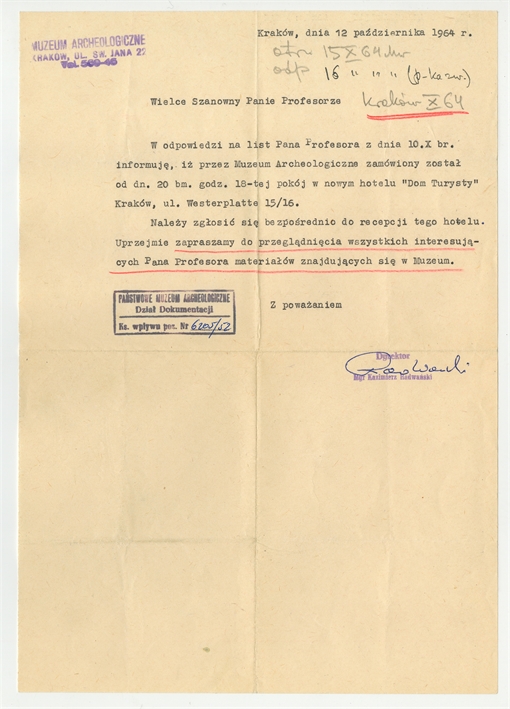 MUZEUM ARCHEOLOGICZNE
KRAKÓW, UL. ŚW. JANA 22
Tel. 569-46
Kraków, dnia 12 października 1964 r.
otrz 15 X 64
odp 16 " " "
Kraków X 64
Wielce Szanowny Panie Profesorze
W odpowiedzi na list Pana Profesora z dnia 10.X br.
informuję, iż przez Muzeum Archeologiczne zamówiony został
od dn. 20 bm. godz. 18-tej pokój w nowym hotelu "Dom Turysty"
Kraków, ul. Westerplatte 15/16.
Należy zgłosić się bezpośrednio do recepcji tego hotelu.
Uprzejmie zapraszamy do przeglądnięcia wszystkich interesują-
cych Pana Profesora materiałów znajdujących się w Muzeum.
PAŃSTWOWE MUZEUM ARCHEOLOGICZNE
Dział Dokumentacji
Ks. wpływu poz. Nr 6205/52
Z poważaniem
Dyrektor
Radwański
Mgr Kazimierz Radwański